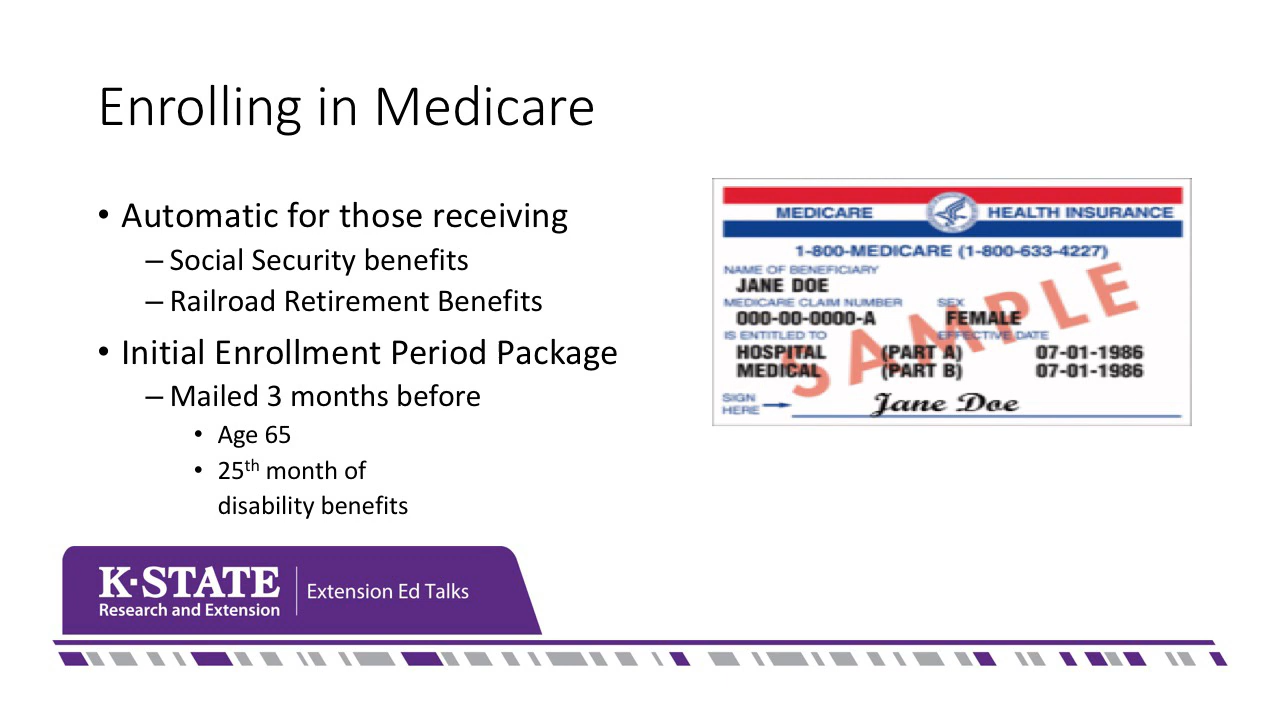 Enrolling in Medicare
• Automatic for those receiving
– Social Security benefits
– Railroad Retirement Benefits
• Initial Enrollment Period Package
– Mailed 3 months before
• Age 65
• 25th month of
disability benefits
MEDICARE HEALTH INSURANCE
1-800-MEDICARE (1-800-633-4227)
NAME OF BENEFICIARY
JANE DOE
MEDICARE CLAIM NUMBER SEX
000-00-0000-A FEMALE
IS ENTITLED TO EFFECTIVE DATE
HOSPITAL (PART A) 07-01-1986
MEDICAL (PART B) 07-01-1986
SIGN
HERE
Jane Doe
SAMPLE
K·STATE
Research and Extension
Extension Ed Talks